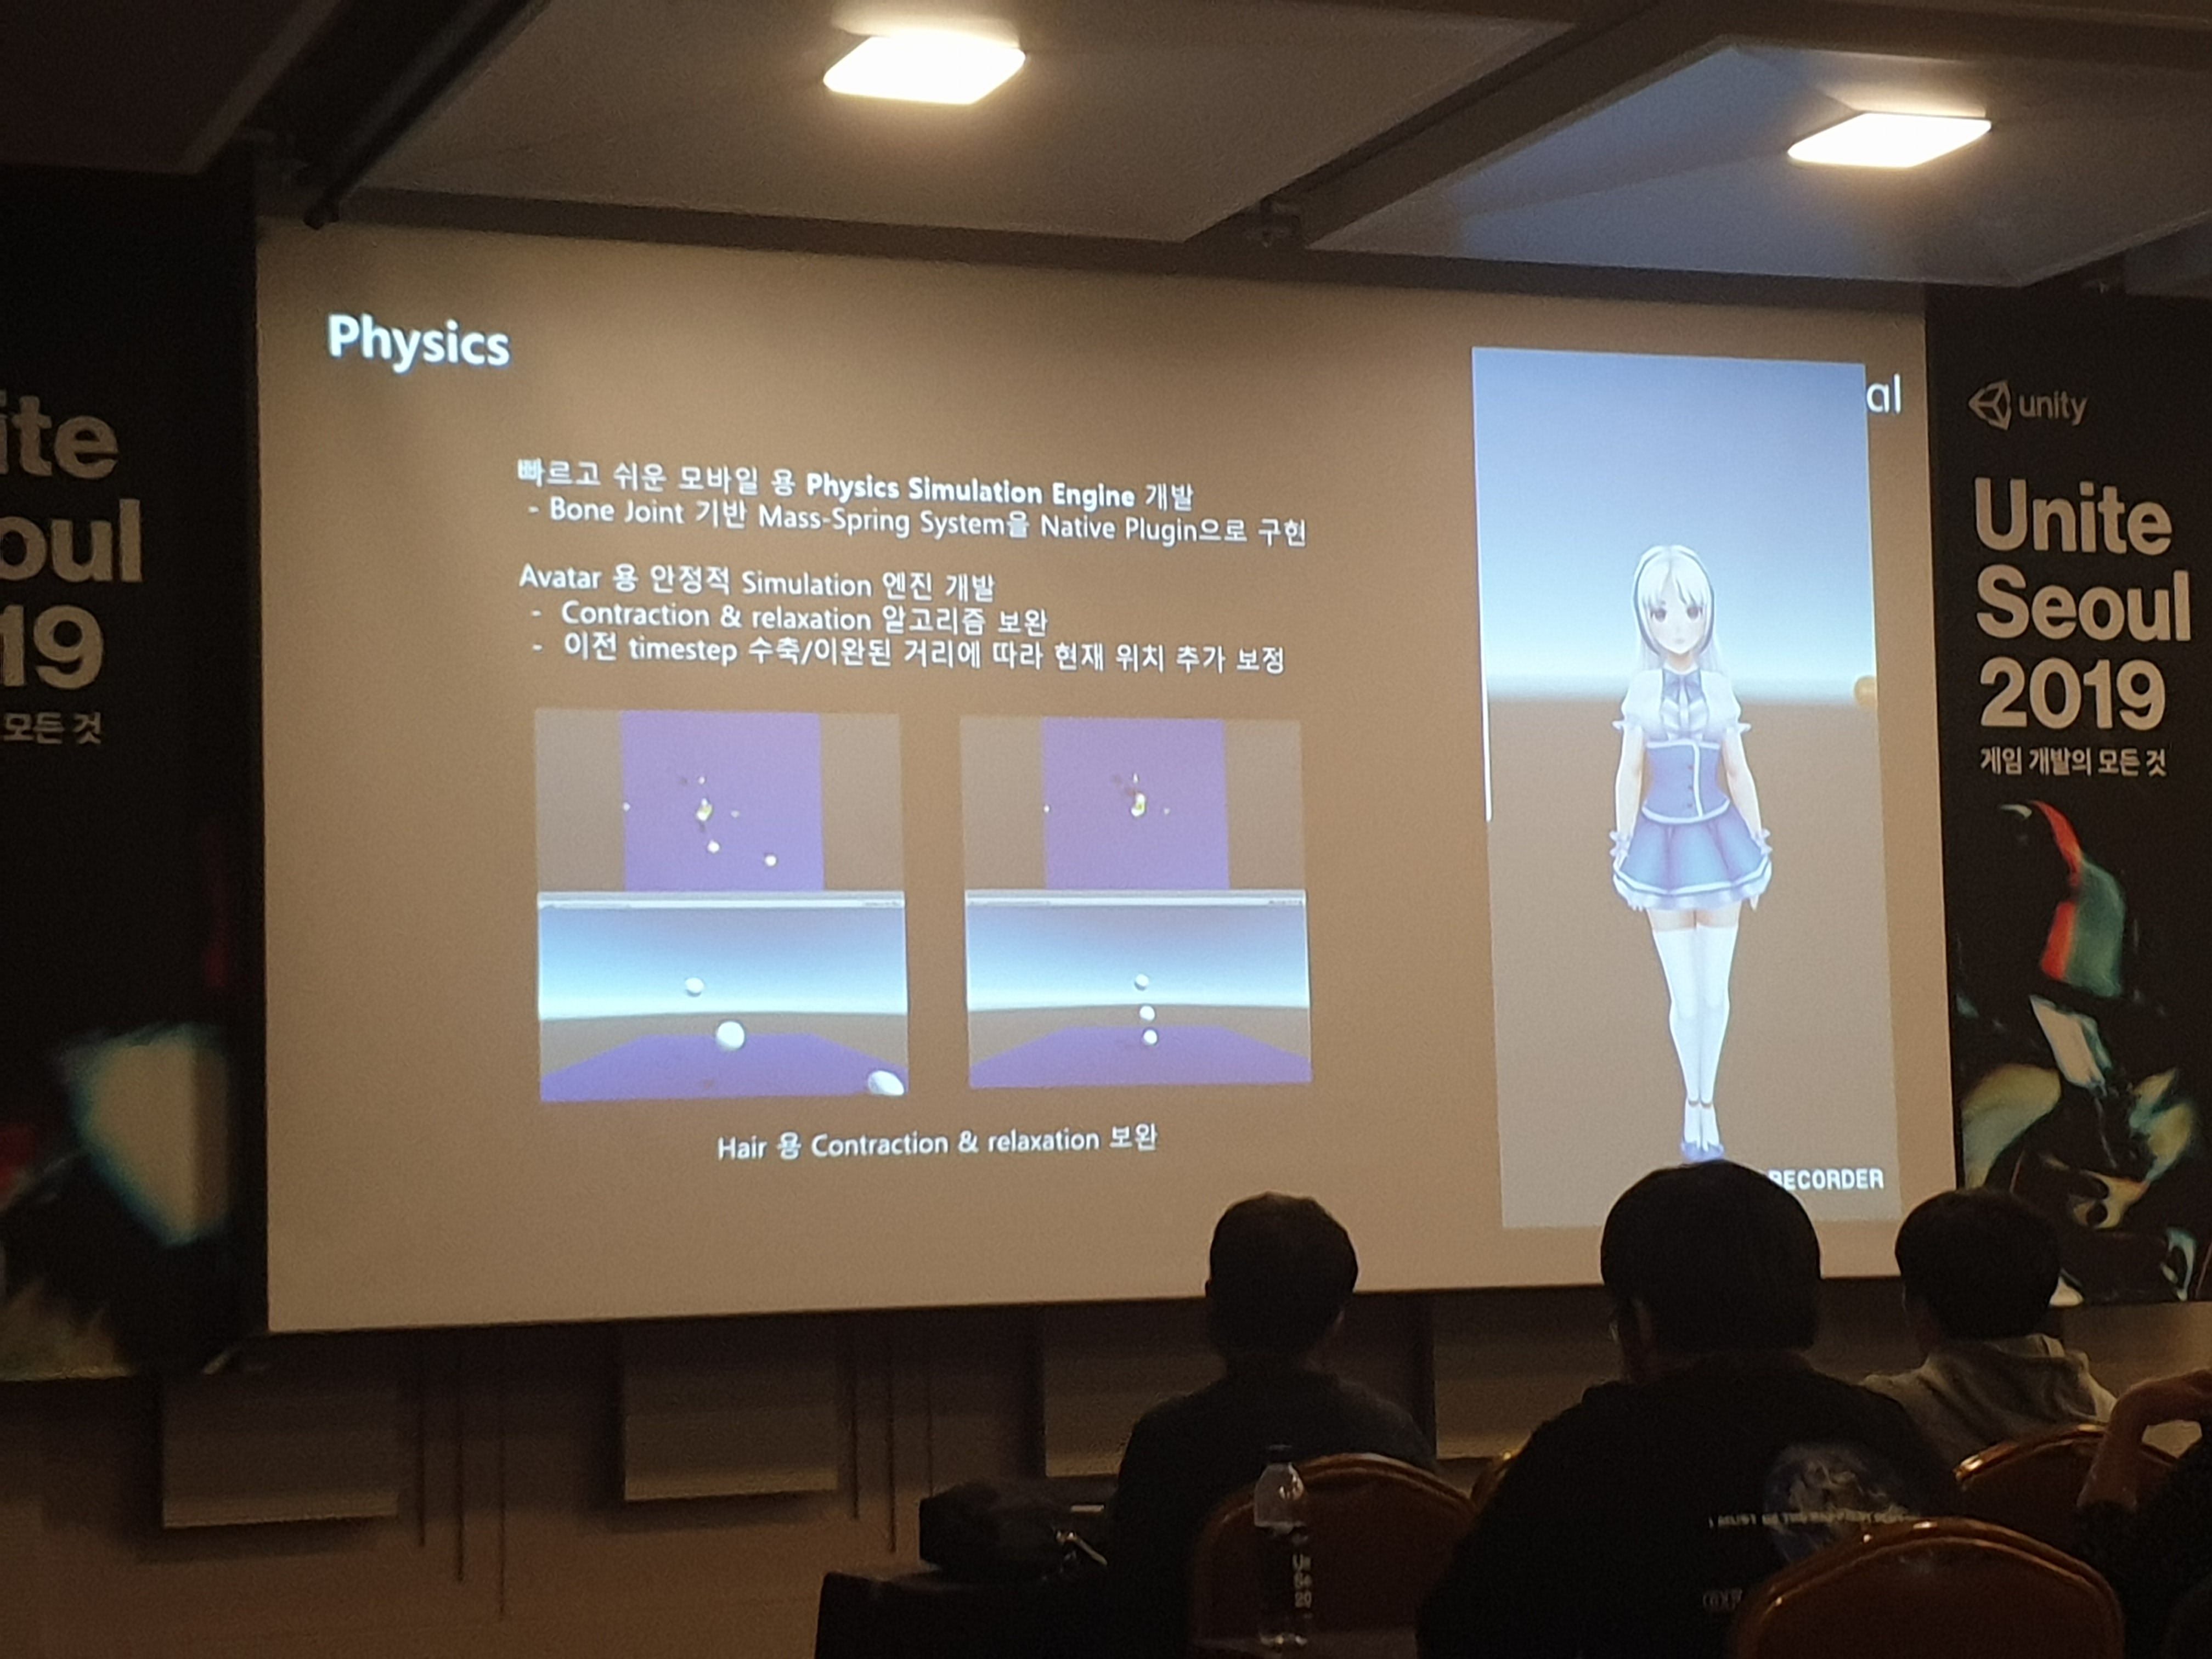 Physics
al
빠르고 쉬운 모바일 용 Physics Simulation Engine 개발
- Bone Joint 기반 Mass-Spring System을 Native Plugin으로 구현
Avatar 용 안정적 Simulation 엔진 개발
- Contraction & relaxation 알고리즘 보완
- 이전 timestep 수축/이완된 거리에 따라 현재 위치 추가 보정
Hair 용 Contraction & relaxation 보완
RECORDER
ite
oul
19
모든 것
unity
Unite
Seoul
2019
게임 개발의 모든 것
Un
Se
20
I MUST